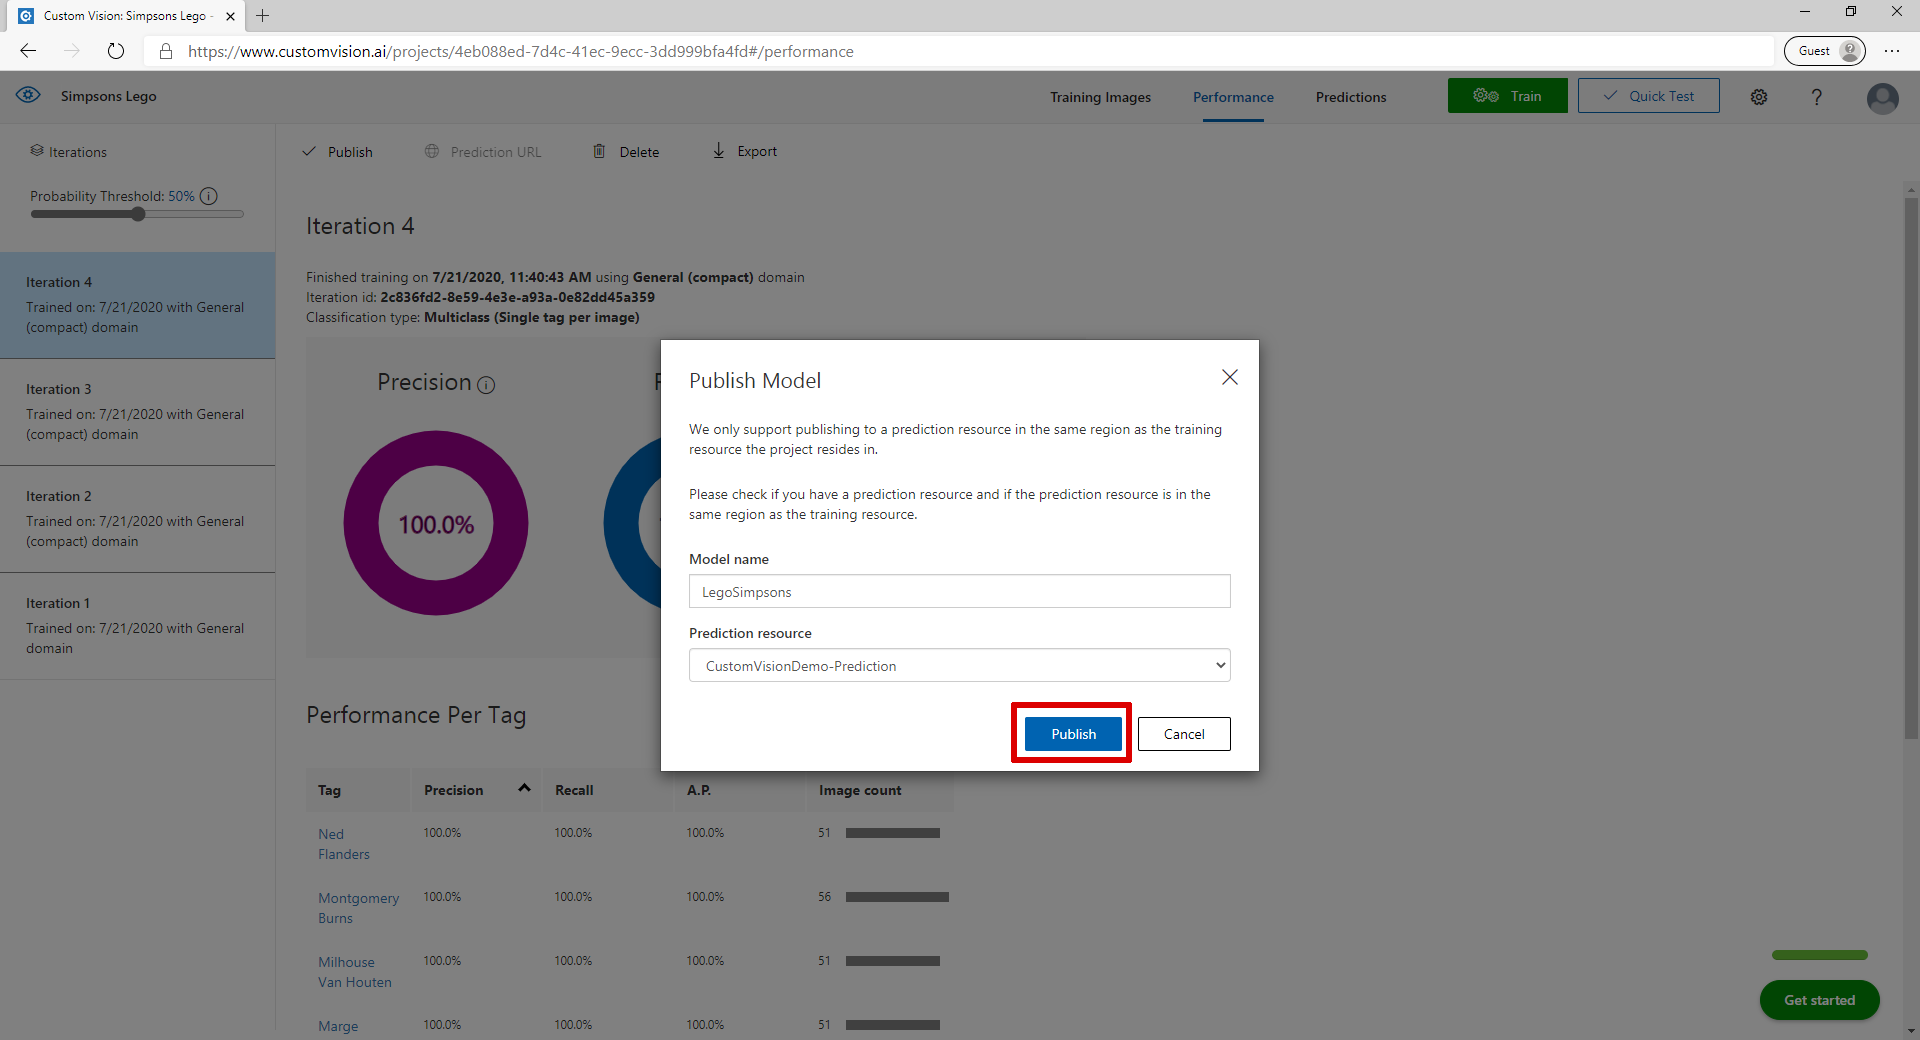 Custom Vision: Simpsons Lego -
https://www.customvision.ai/projects/4eb088ed-7d4c-41ec-9ecc-3dd999bfa4fd#/performance
Guest
Simpsons Lego
Training Images
Performance
Predictions
Train
Quick Test
?
Iterations
Publish
Prediction URL
Delete
Export
Probability Threshold: 50%
Iteration 4
Trained on: 7/21/2020 with General
(compact) domain
Iteration 3
Trained on: 7/21/2020 with General
(compact) domain
Iteration 2
Trained on: 7/21/2020 with General
(compact) domain
Iteration 1
Trained on: 7/21/2020 with General
domain
Iteration 4
Finished training on 7/21/2020, 11:40:43 AM using General (compact) domain
Iteration id: 2c836fd2-8e59-4e3e-a93a-0e82dd45a359
Classification type: Multiclass (Single tag per image)
Precision
100.0%
Publish Model
We only support publishing to a prediction resource in the same region as the training
resource the project resides in.
Please check if you have a prediction resource and if the prediction resource is in the
same region as the training resource.
Model name
LegoSimpsons
Prediction resource
CustomVisionDemo-Prediction
Publish
Cancel
Performance Per Tag
Tag Precision Recall A.P. Image count
Ned
Flanders
100.0% 100.0% 100.0% 51
Montgomery
Burns
100.0% 100.0% 100.0% 56
Milhouse
Van Houten
100.0% 100.0% 100.0% 51
Marge 100.0% 100.0% 100.0% 51
Get started